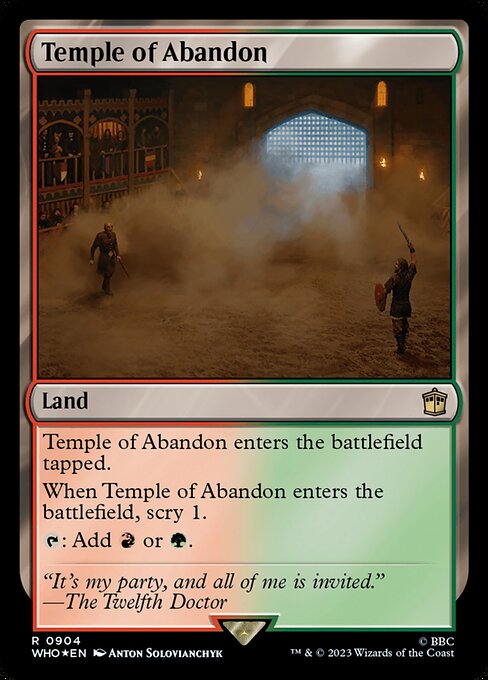 Temple of Abandon
Land
Temple of Abandon enters the battlefield
tapped.
When Temple of Abandon enters the
battlefield, scry 1.
: Add or .
“It’s my party, and all of me is invited.”
—The Twelfth Doctor
R 0904
WHO★EN Anton Solovianchyk
© BBC
™ & © 2023 Wizards of the Coast